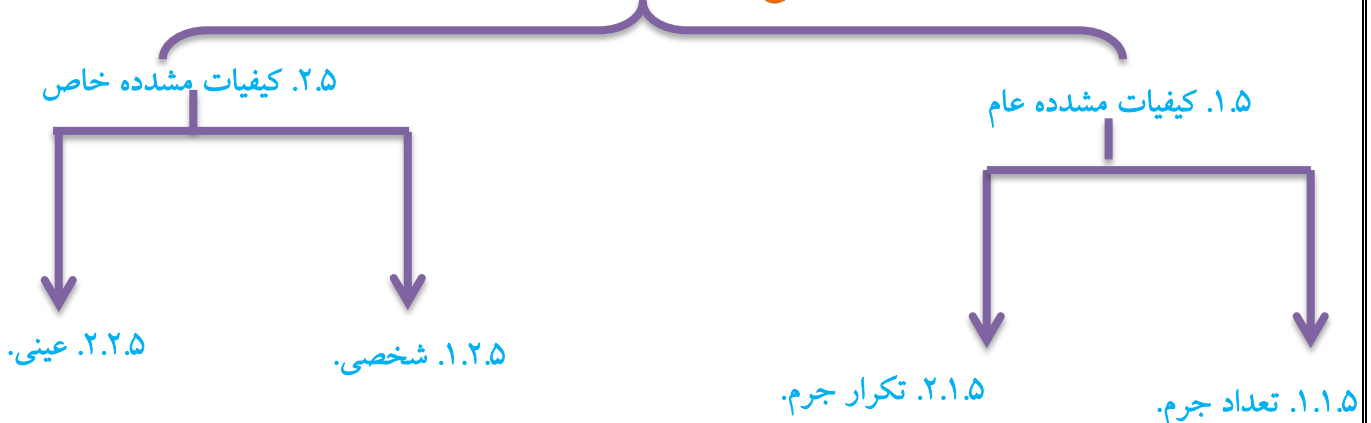 ۱.۵. کیفیات مشدده عام
۲.۵. کیفیات مشدده خاص
۱.۱.۵. تعداد جرم.
۲.۱.۵. تکرار جرم.
۱.۲.۵. شخصی.
۲.۲.۵. عینی.